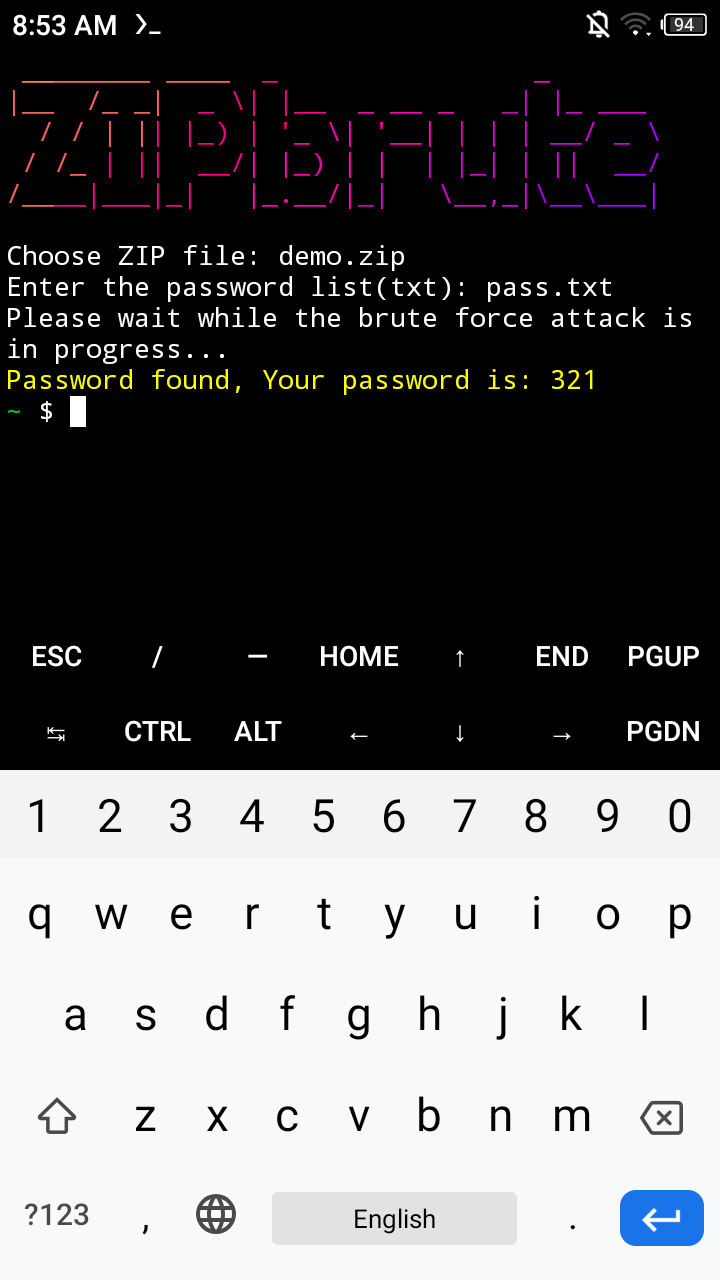 8:53 AM
94
ZIPbrute
Choose ZIP file: demo.zip
Enter the password list(txt): pass.txt
Please wait while the brute force attack is
in progress...
Password found, Your password is: 321
~ $
ESC / — HOME ↑ END PGUP
↹ CTRL ALT ← ↓ → PGDN
1 2 3 4 5 6 7 8 9 0
q w e r t y u i o p
a s d f g h j k l
z x c v b n m
?123 , English .